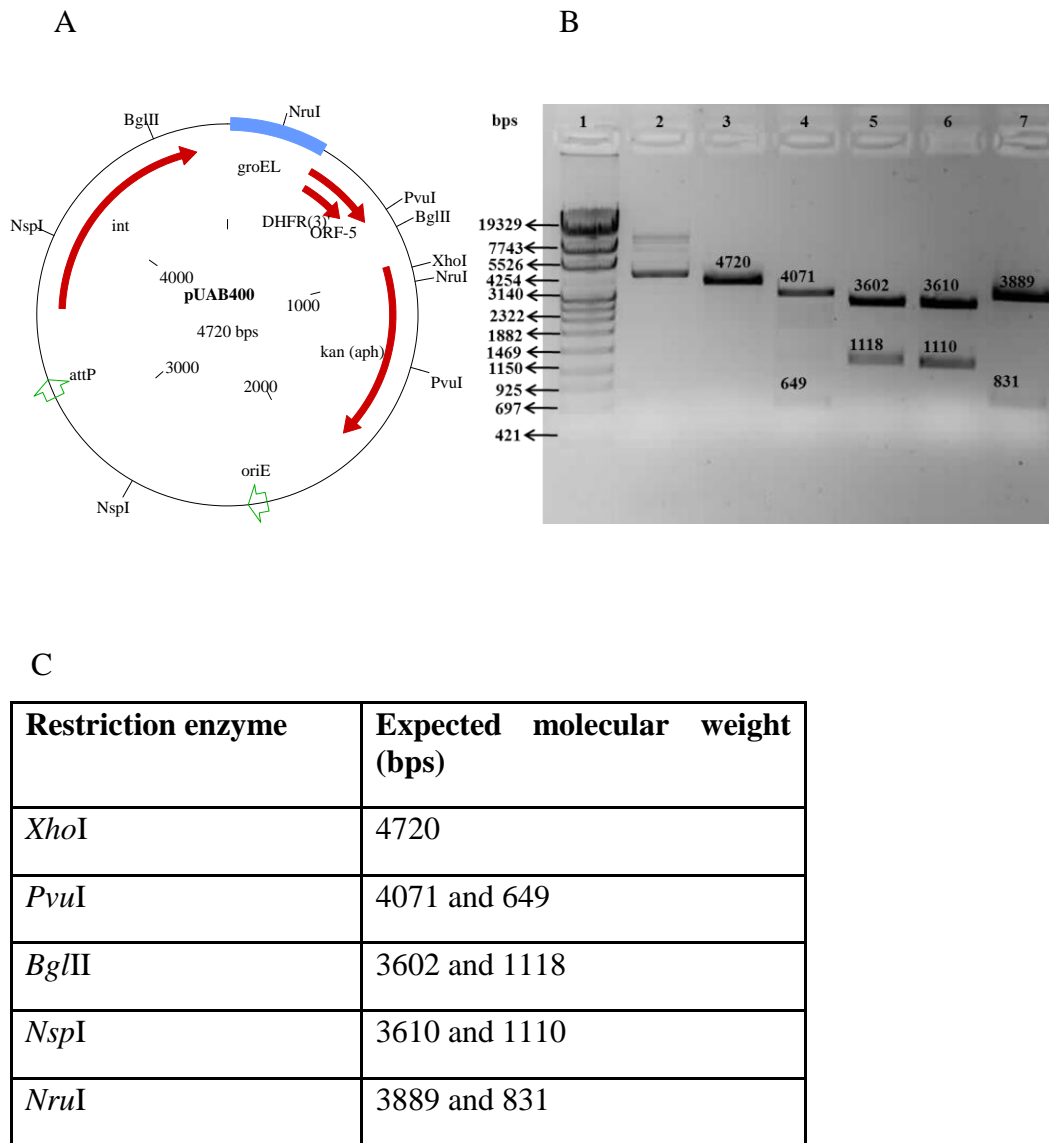 A
B
BglII
NruI
groEL
PvuI
BglII
DHFR(3)'
ORF-5
NspI
int
XhoI
NruI
4000
pUAB400
1000
4720 bps
kan (aph)
3000
attP
2000
PvuI
oriE
NspI
bps
1 2 3 4 5 6 7
19329
7743
5526
4254
3140
2322
1882
1469
1150
925
697
421
4720
4071
3602
3610
3889
1118
1110
649
831
C
Restriction enzyme
Expected molecular weight
(bps)
XhoI
4720
PvuI
4071 and 649
BglII
3602 and 1118
NspI
3610 and 1110
NruI
3889 and 831